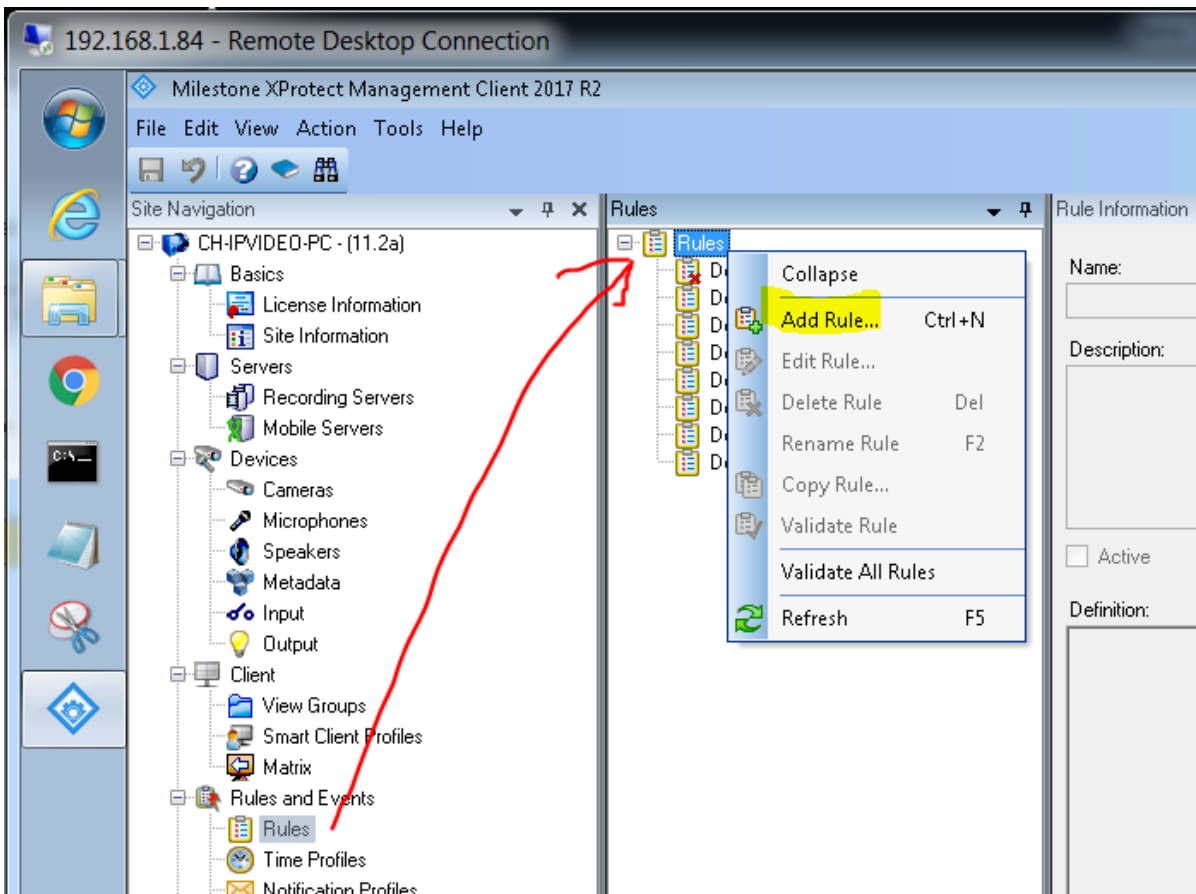 192.168.1.84 - Remote Desktop Connection
Milestone XProtect Management Client 2017 R2
File Edit View Action Tools Help
Site Navigation
CH-IPVIDEO-PC - (11.2a)
Basics
License Information
Site Information
Servers
Recording Servers
Mobile Servers
Devices
Cameras
Microphones
Speakers
Metadata
Input
Output
Client
View Groups
Smart Client Profiles
Matrix
Rules and Events
Rules
Time Profiles
Notification Profiles
Rules
Rules
Collapse
Add Rule... Ctrl+N
Edit Rule...
Delete Rule Del
Rename Rule F2
Copy Rule...
Validate Rule
Validate All Rules
Refresh F5
Rule Information
Name:
Description:
Active
Definition:
C:\_